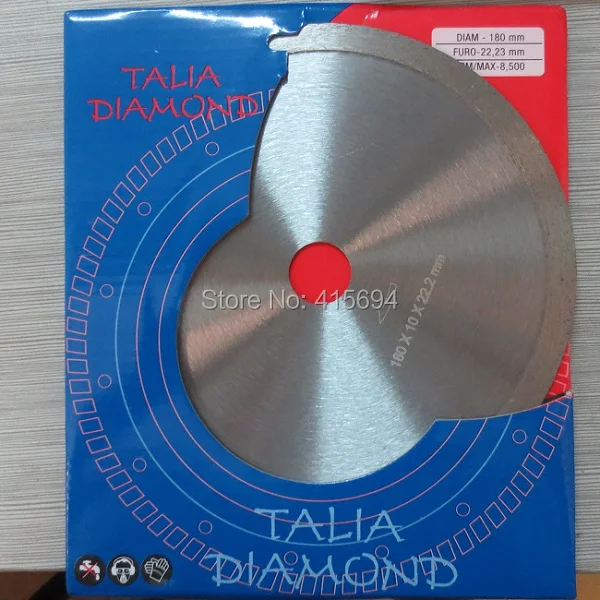 TALIA
DIAMOND
DIAM - 180 mm
FURO-22,23 mm
/MAX-8,500
Store No: 415694
180 X 10 X 22,2 mm
TALIA
DIAMOND